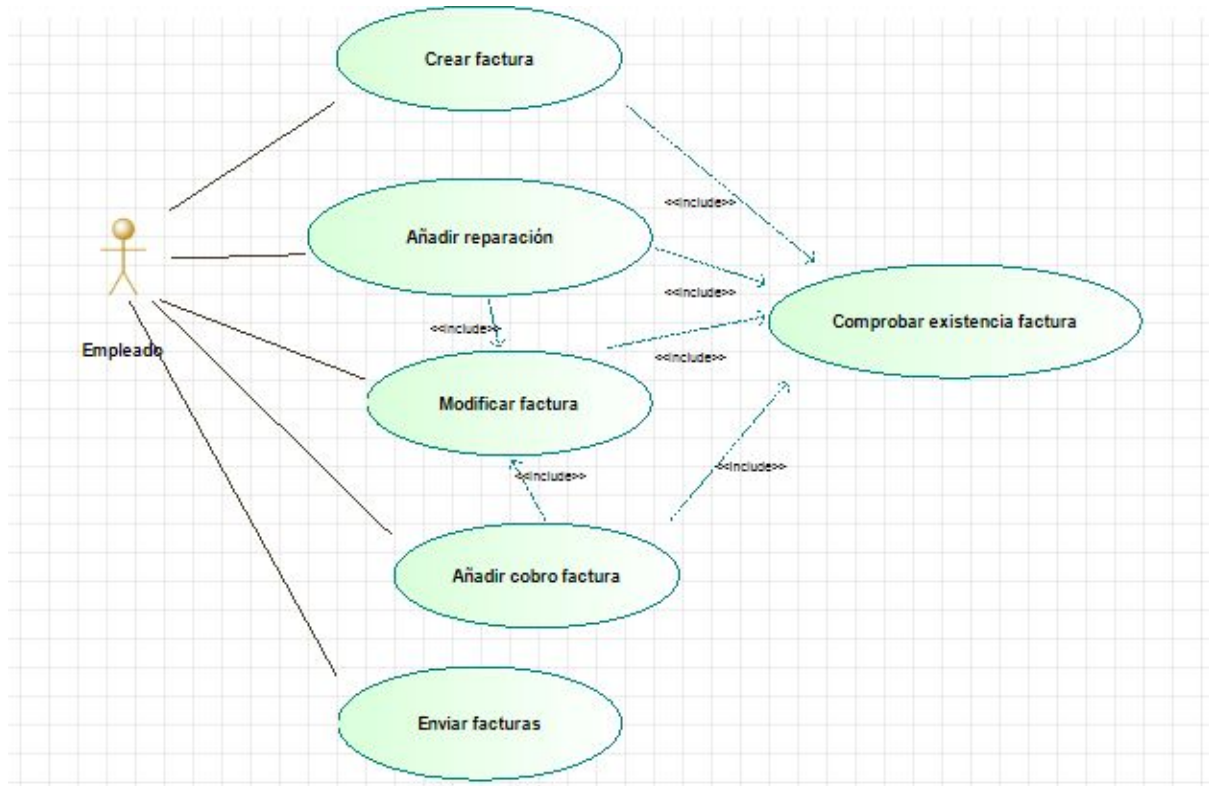 Crear factura
<<include>>
Añadir reparación
<<include>>
<<include>>
Comprobar existencia factura
Empleado
<<include>>
Modificar factura
<<include>>
<<include>>
Añadir cobro factura
Enviar facturas